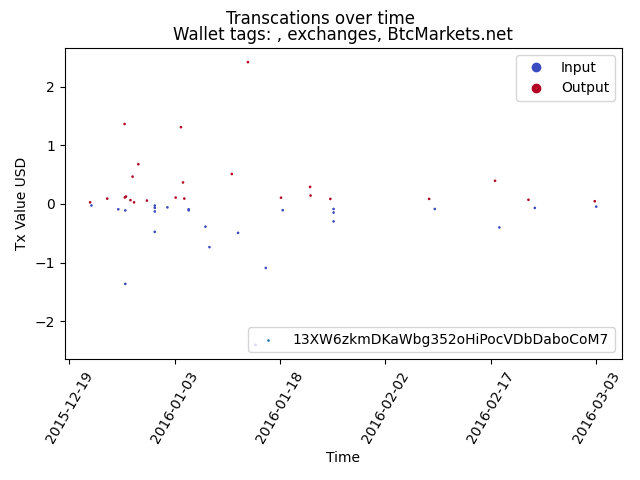 Transcations over time
Wallet tags: , exchanges, BtcMarkets.net
Input
Output
Tx Value USD
2
1
0
−1
−2
13XW6zkmDKaWbg352oHiPocVDbDaboCoM7
2015-12-19
2016-01-03
2016-01-18
2016-02-02
2016-02-17
2016-03-03
Time